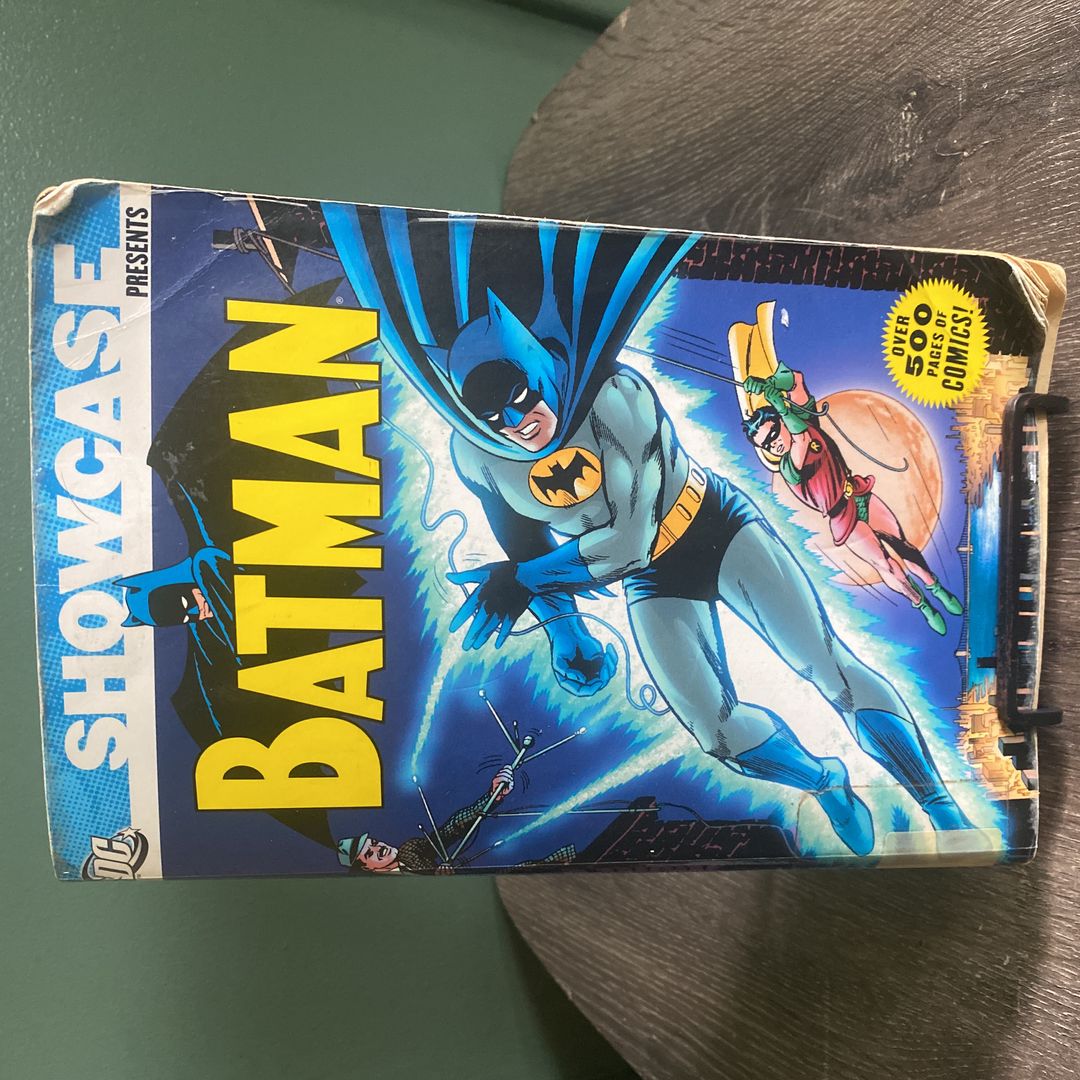 SHOWCASE
PRESENTS
DC
BATMAN
®
R
OVER
500
PAGES OF
COMICS!